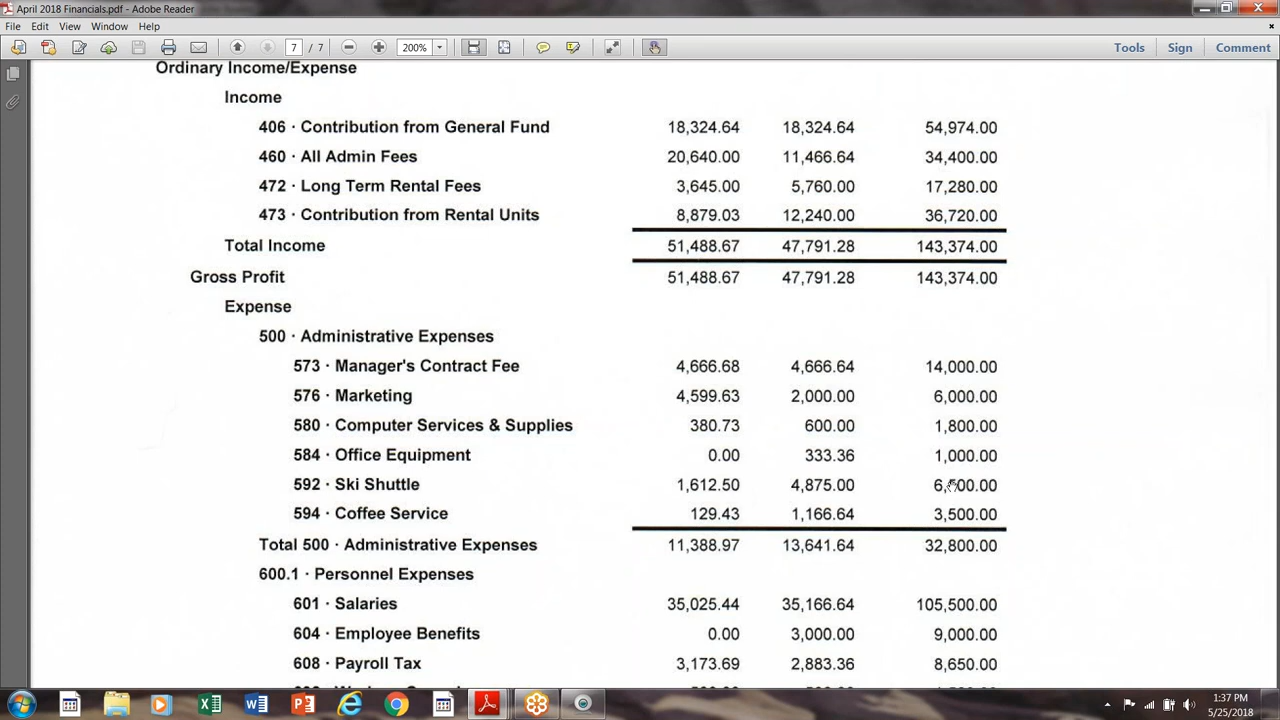 April 2018 Financials.pdf - Adobe Reader
File Edit View Window Help
7 / 7 200% Tools Sign Comment
Ordinary Income/Expense
Income
406 · Contribution from General Fund 18,324.64 18,324.64 54,974.00
460 · All Admin Fees 20,640.00 11,466.64 34,400.00
472 · Long Term Rental Fees 3,645.00 5,760.00 17,280.00
473 · Contribution from Rental Units 8,879.03 12,240.00 36,720.00
Total Income 51,488.67 47,791.28 143,374.00
Gross Profit 51,488.67 47,791.28 143,374.00
Expense
500 · Administrative Expenses
573 · Manager's Contract Fee 4,666.68 4,666.64 14,000.00
576 · Marketing 4,599.63 2,000.00 6,000.00
580 · Computer Services & Supplies 380.73 600.00 1,800.00
584 · Office Equipment 0.00 333.36 1,000.00
592 · Ski Shuttle 1,612.50 4,875.00
594 · Coffee Service 129.43 1,166.64 3,500.00
Total 500 · Administrative Expenses 11,388.97 13,641.64 32,800.00
600.1 · Personnel Expenses
601 · Salaries 35,025.44 35,166.64 105,500.00
604 · Employee Benefits 0.00 3,000.00 9,000.00
608 · Payroll Tax 3,173.69 2,883.36 8,650.00
1:37 PM
5/25/2018